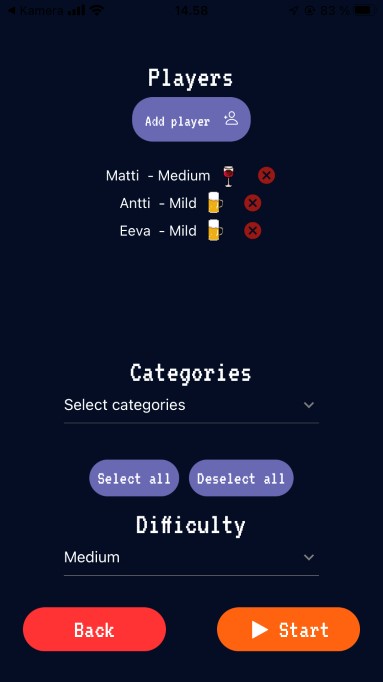 Kamera 14.58 83 %
Players
Add player
Matti - Medium
Antti - Mild
Eeva - Mild
Categories
Select categories
Select all Deselect all
Difficulty
Medium
Back Start